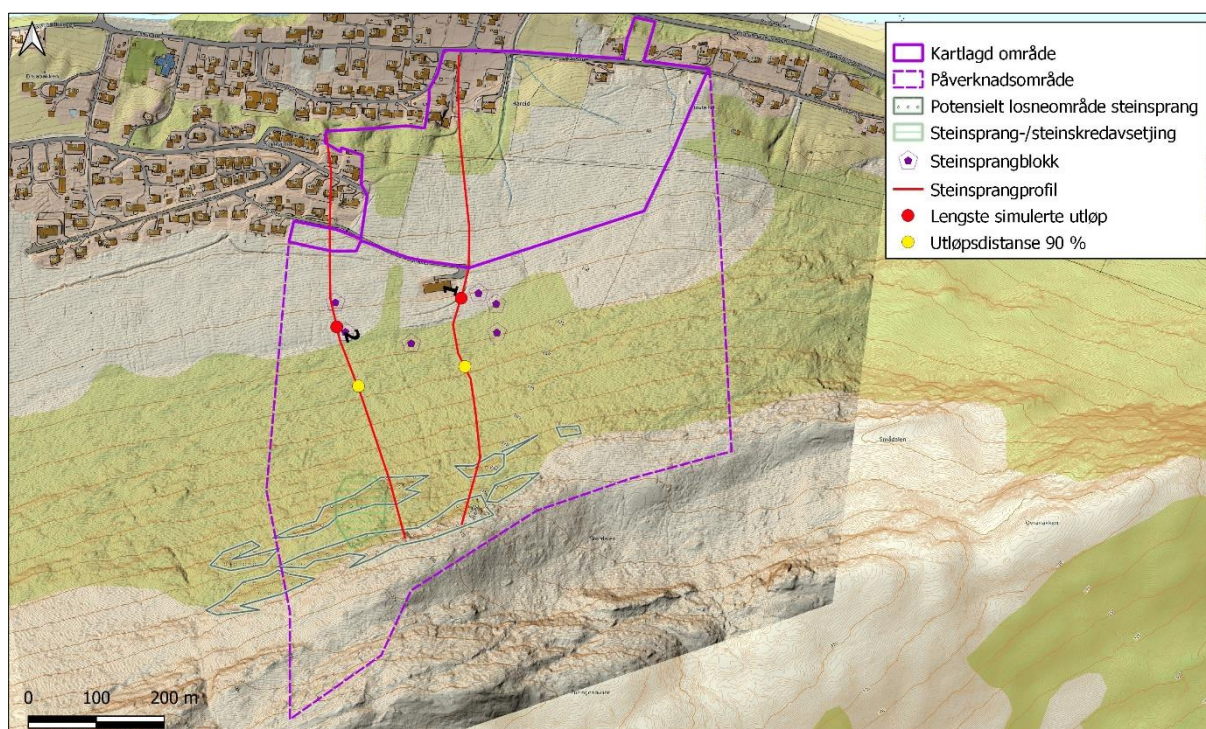 Kartlagd område
Påverknadsområde
Potensielt losneområde steinsprang
Steinsprang-/steinskredavsetjing
Steinsprangblokk
Steinsprangprofil
Lengste simulerte utløp
Utløpsdistanse 90 %
1
2
Smådalen
0 100 200 m